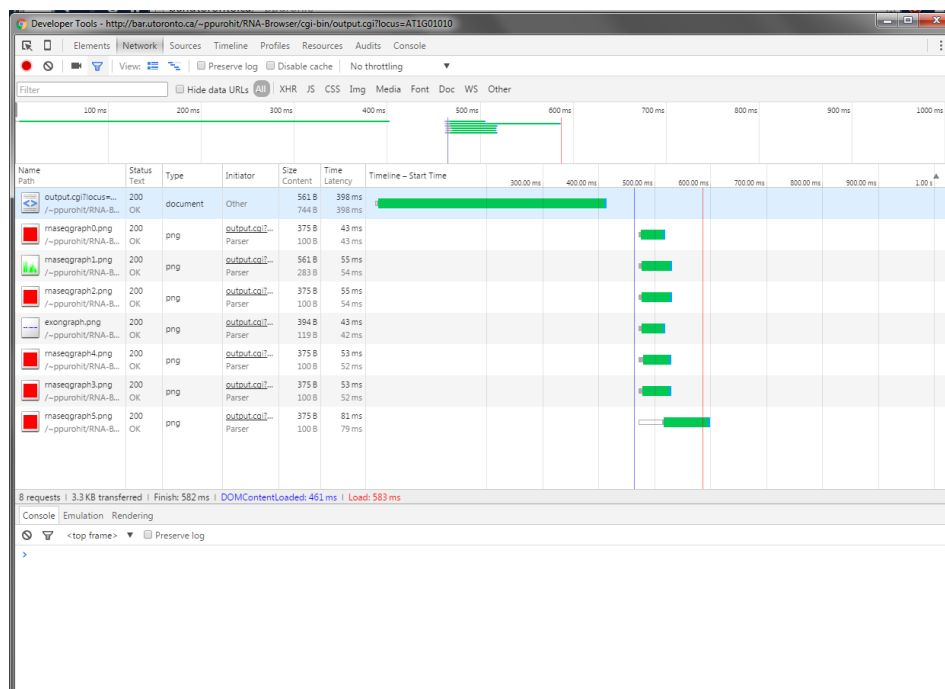 Developer Tools - http://bar.utoronto.ca/~ppurohit/RNA-Browser/cgi-bin/output.cgi?locus=AT1G01010
Elements Network Sources Timeline Profiles Resources Audits Console
View: Preserve log Disable cache No throttling
Filter Hide data URLs All XHR JS CSS Img Media Font Doc WS Other
100 ms 200 ms 300 ms 400 ms 500 ms 600 ms 700 ms 800 ms 900 ms 1000 ms
Name Status Type Initiator Size Time Timeline – Start Time
Path Text Content Latency 300.00 ms 400.00 ms 500.00 ms 600.00 ms 700.00 ms 800.00 ms 900.00 ms 1.00 s
output.cgi?locus=... 200 document Other 561 B 398 ms
/~ppurohit/RNA-B... OK 744 B 398 ms
rnaseqgraph0.png 200 png output.cgi?... 375 B 43 ms
/~ppurohit/RNA-B... OK Parser 100 B 43 ms
rnaseqgraph1.png 200 png output.cgi?... 561 B 55 ms
/~ppurohit/RNA-B... OK Parser 283 B 54 ms
rnaseqgraph2.png 200 png output.cgi?... 375 B 55 ms
/~ppurohit/RNA-B... OK Parser 100 B 54 ms
exongraph.png 200 png output.cgi?... 394 B 43 ms
/~ppurohit/RNA-B... OK Parser 119 B 42 ms
rnaseqgraph4.png 200 png output.cgi?... 375 B 53 ms
/~ppurohit/RNA-B... OK Parser 100 B 52 ms
rnaseqgraph3.png 200 png output.cgi?... 375 B 53 ms
/~ppurohit/RNA-B... OK Parser 100 B 52 ms
rnaseqgraph5.png 200 png output.cgi?... 375 B 81 ms
/~ppurohit/RNA-B... OK Parser 100 B 79 ms
8 requests | 3.3 KB transferred | Finish: 582 ms | DOMContentLoaded: 461 ms | Load: 583 ms
Console Emulation Rendering
<top frame> Preserve log